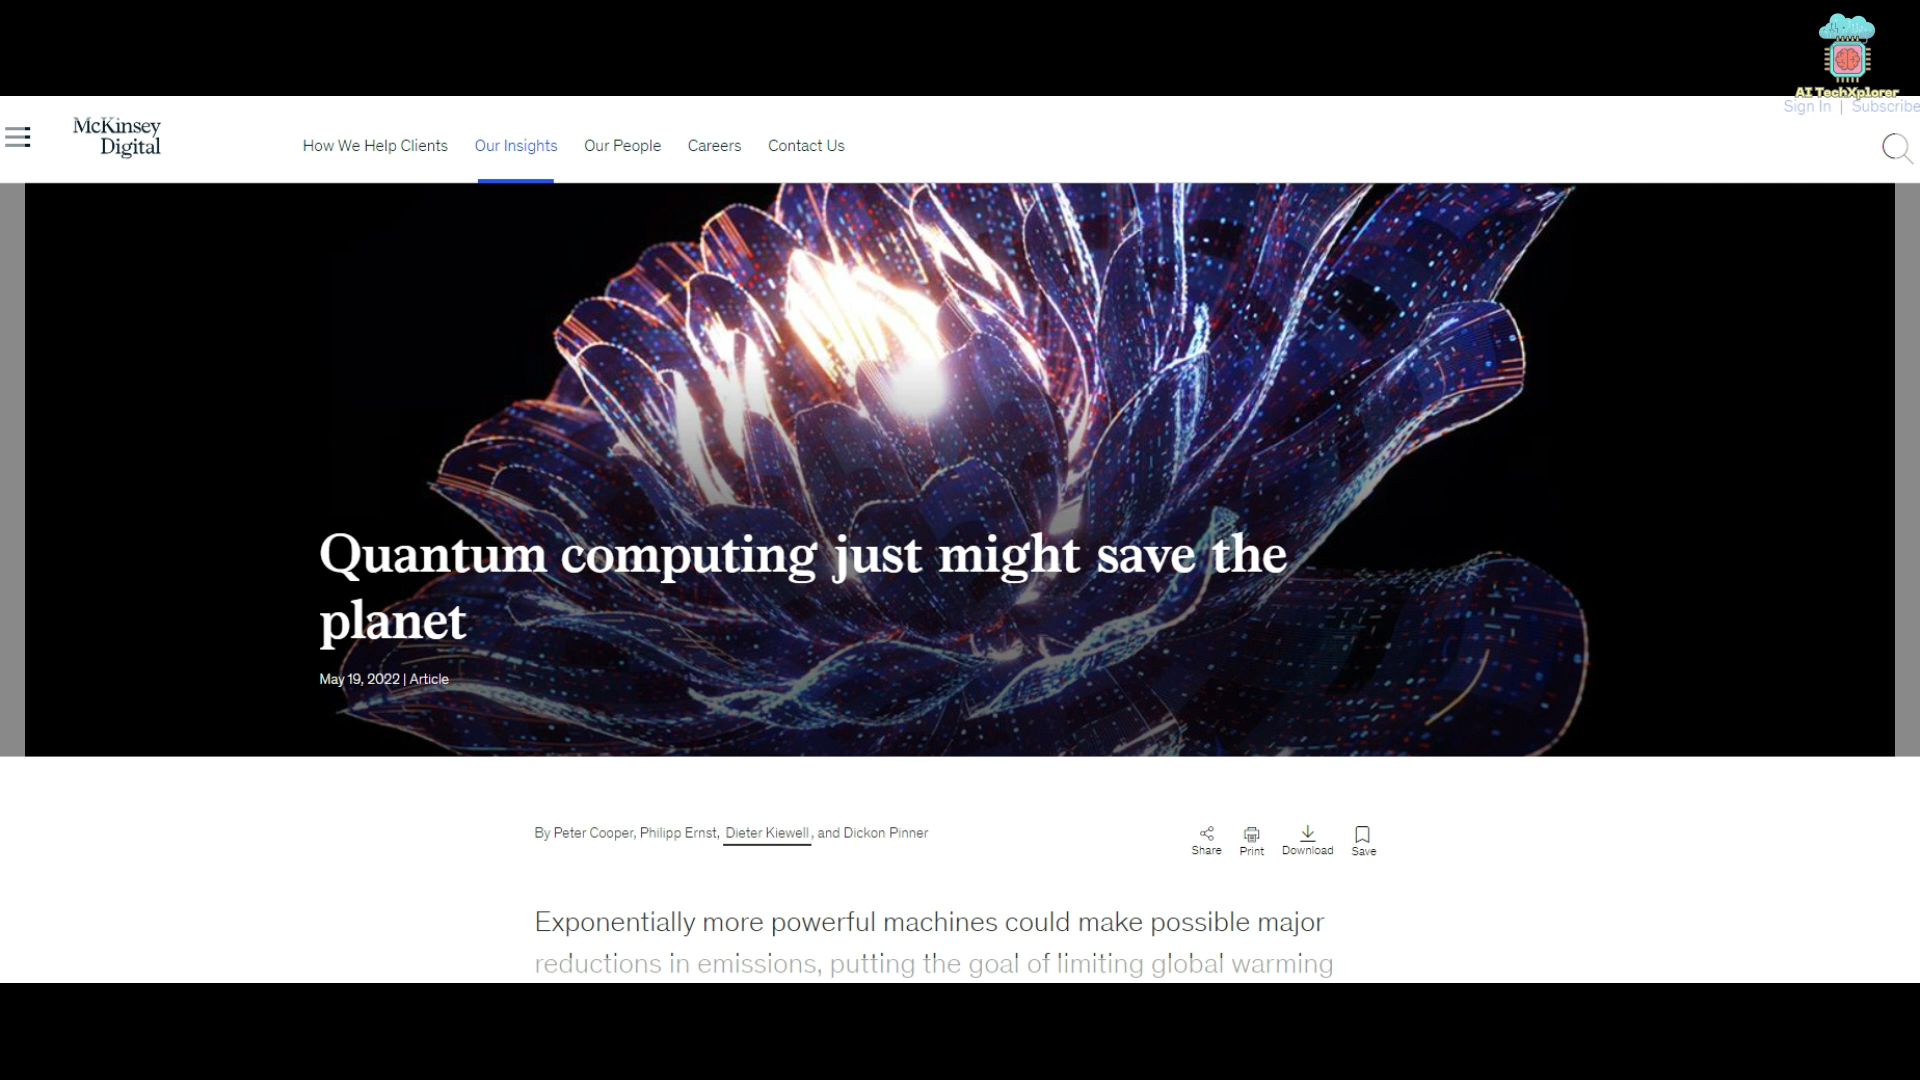 AI TechXplorer
Sign In | Subscribe
McKinsey
Digital
How We Help Clients
Our Insights
Our People
Careers
Contact Us
Quantum computing just might save the
planet
May 19, 2022 | Article
By Peter Cooper, Philipp Ernst, Dieter Kiewell, and Dickon Pinner
Share
Print
Download
Save
Exponentially more powerful machines could make possible major
reductions in emissions, putting the goal of limiting global warming